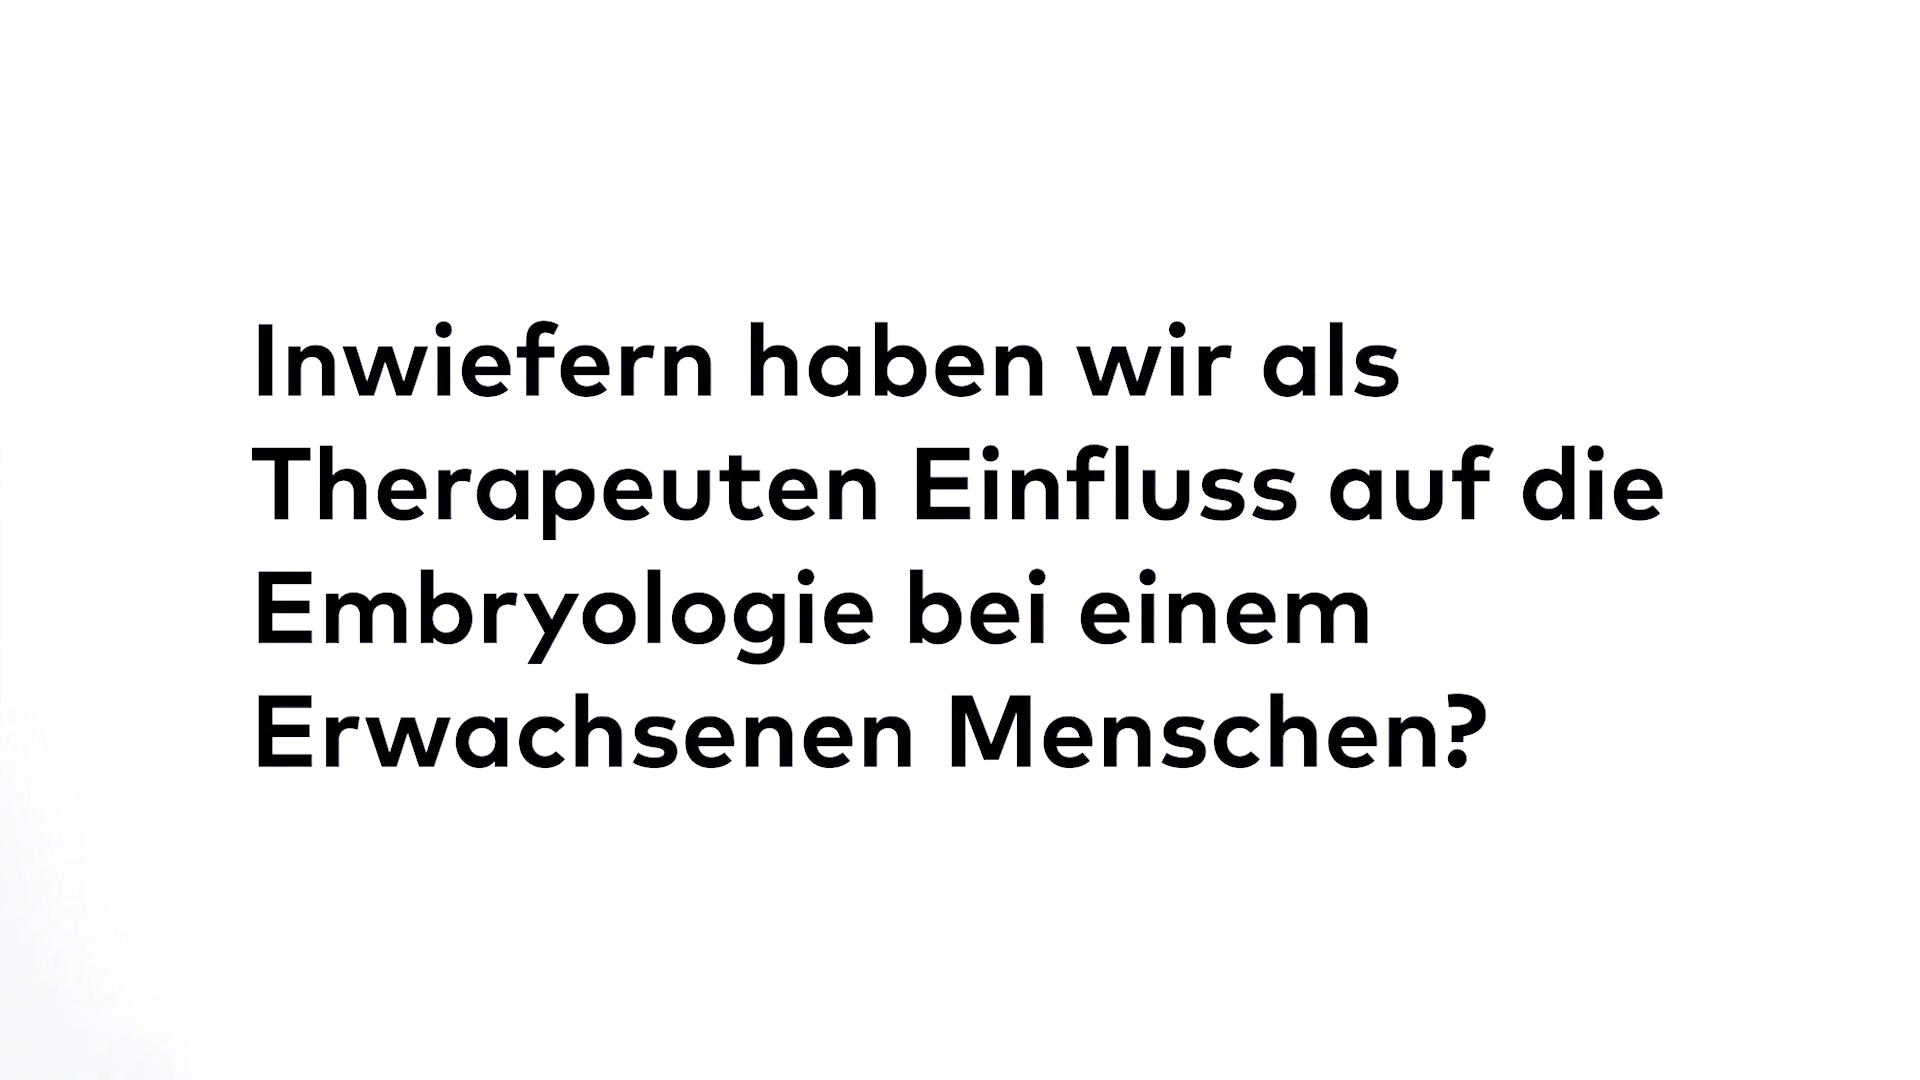 Inwiefern haben wir als
Therapeuten Einfluss auf die
Embryologie bei einem
Erwachsenen Menschen?